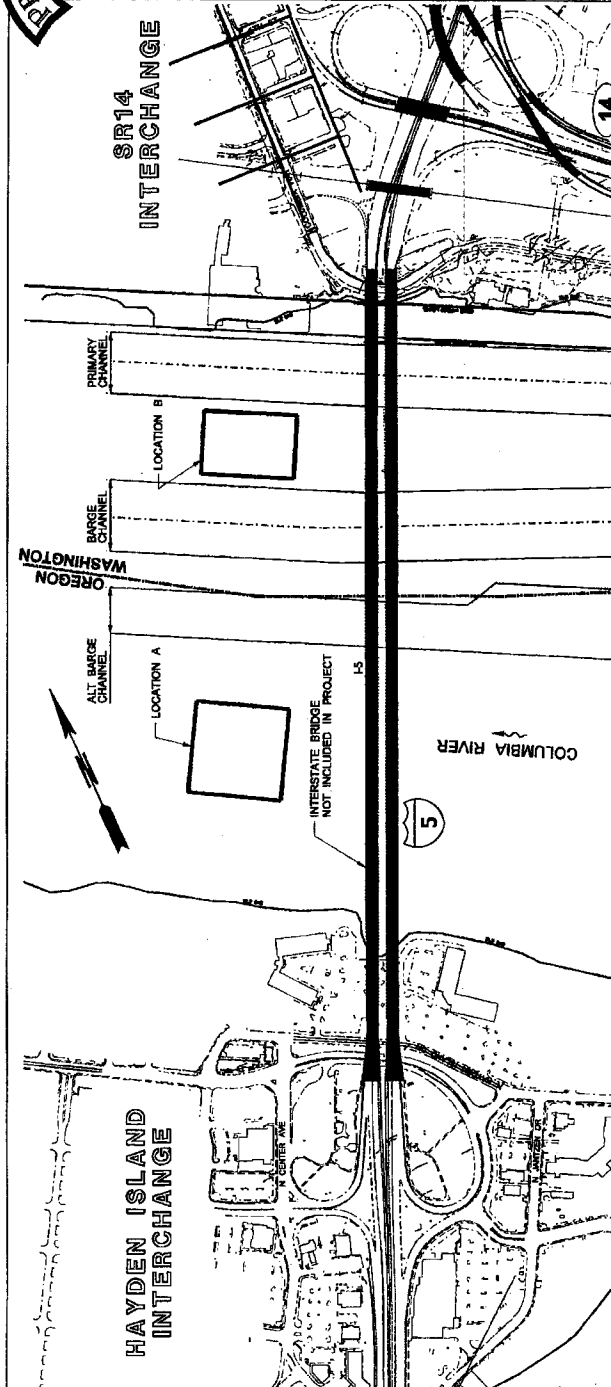 SR14
INTERCHANGE
14
PRIMARY
CHANNEL
LOCATION B
BARGE
CHANNEL
WASHINGTON
OREGON
ALT BARGE
CHANNEL
LOCATION A
I-5
INTERSTATE BRIDGE
NOT INCLUDED IN PROJECT
COLUMBIA RIVER
5
HAYDEN ISLAND
INTERCHANGE
N CENTER AVE
N JANTZEN DR